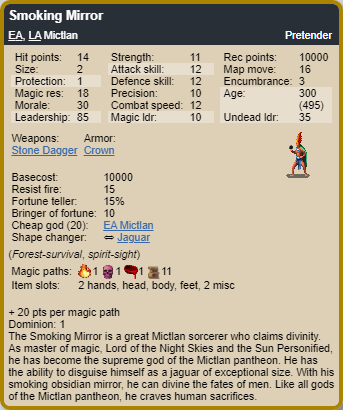 Smoking Mirror
EA, LA Mictlan Pretender
Hit points: 14 Strength: 11 Rec points: 10000
Size: 2 Attack skill: 12 Map move: 16
Protection: 1 Defence skill: 12 Encumbrance: 3
Magic res: 18 Precision: 10 Age: 300
Morale: 30 Combat speed: 12 (495)
Leadership: 85 Magic ldr: 10 Undead ldr: 35
Weapons: Armor:
Stone Dagger Crown
Basecost: 10000
Resist fire: 15
Fortune teller: 15%
Bringer of fortune: 10
Cheap god (20): EA Mictlan
Shape changer: ⇔ Jaguar
(Forest-survival, spirit-sight)
Magic paths: 1 1 1 11
Item slots: 2 hands, head, body, feet, 2 misc
+ 20 pts per magic path
Dominion: 1
The Smoking Mirror is a great Mictlan sorcerer who claims divinity.
As master of magic, Lord of the Night Skies and the Sun Personified,
he has become the supreme god of the Mictlan pantheon. He has
the ability to disguise himself as a jaguar of exceptional size. With his
smoking obsidian mirror, he can divine the fates of men. Like all gods
of the Mictlan pantheon, he craves human sacrifices.